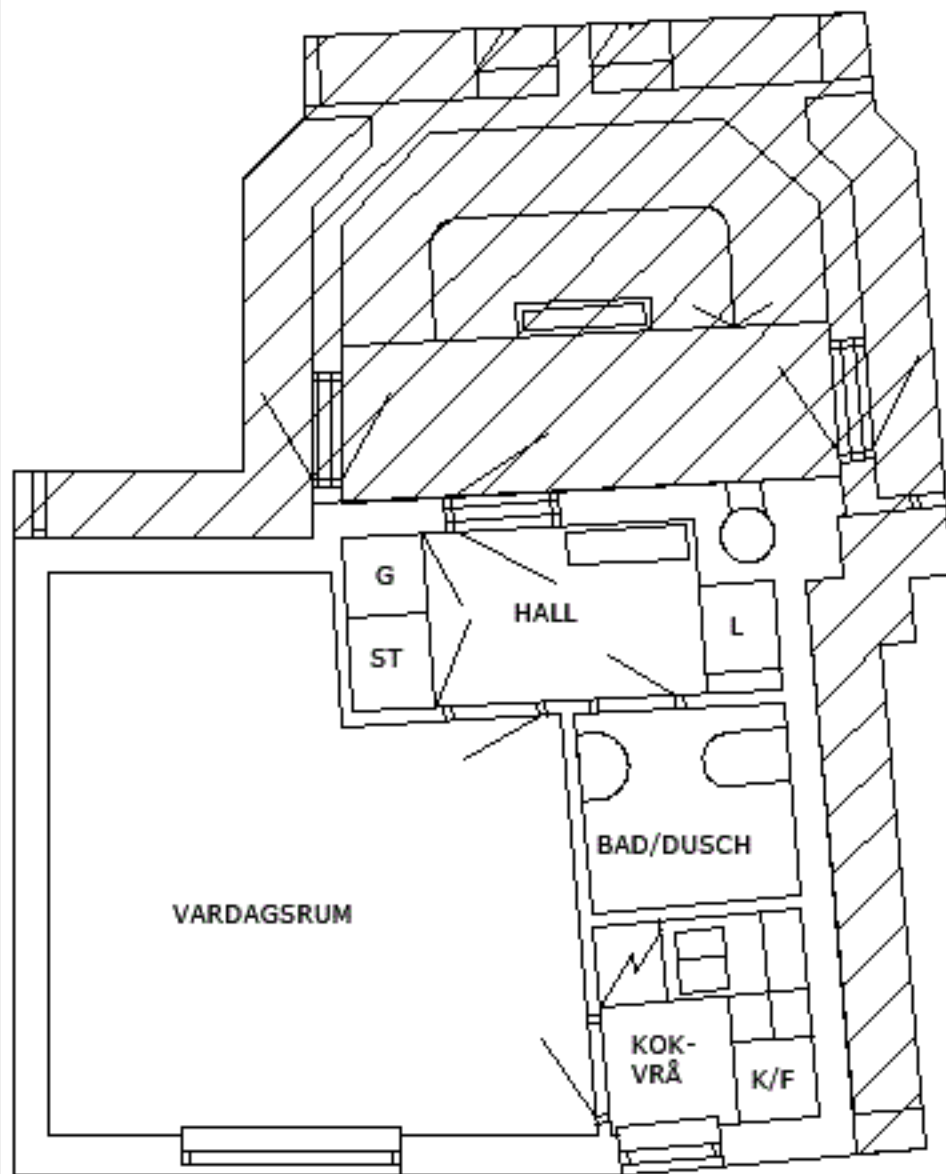 G
HALL
L
ST
BAD/DUSCH
VARDAGSRUM
KOK-
VRÅ
K/F